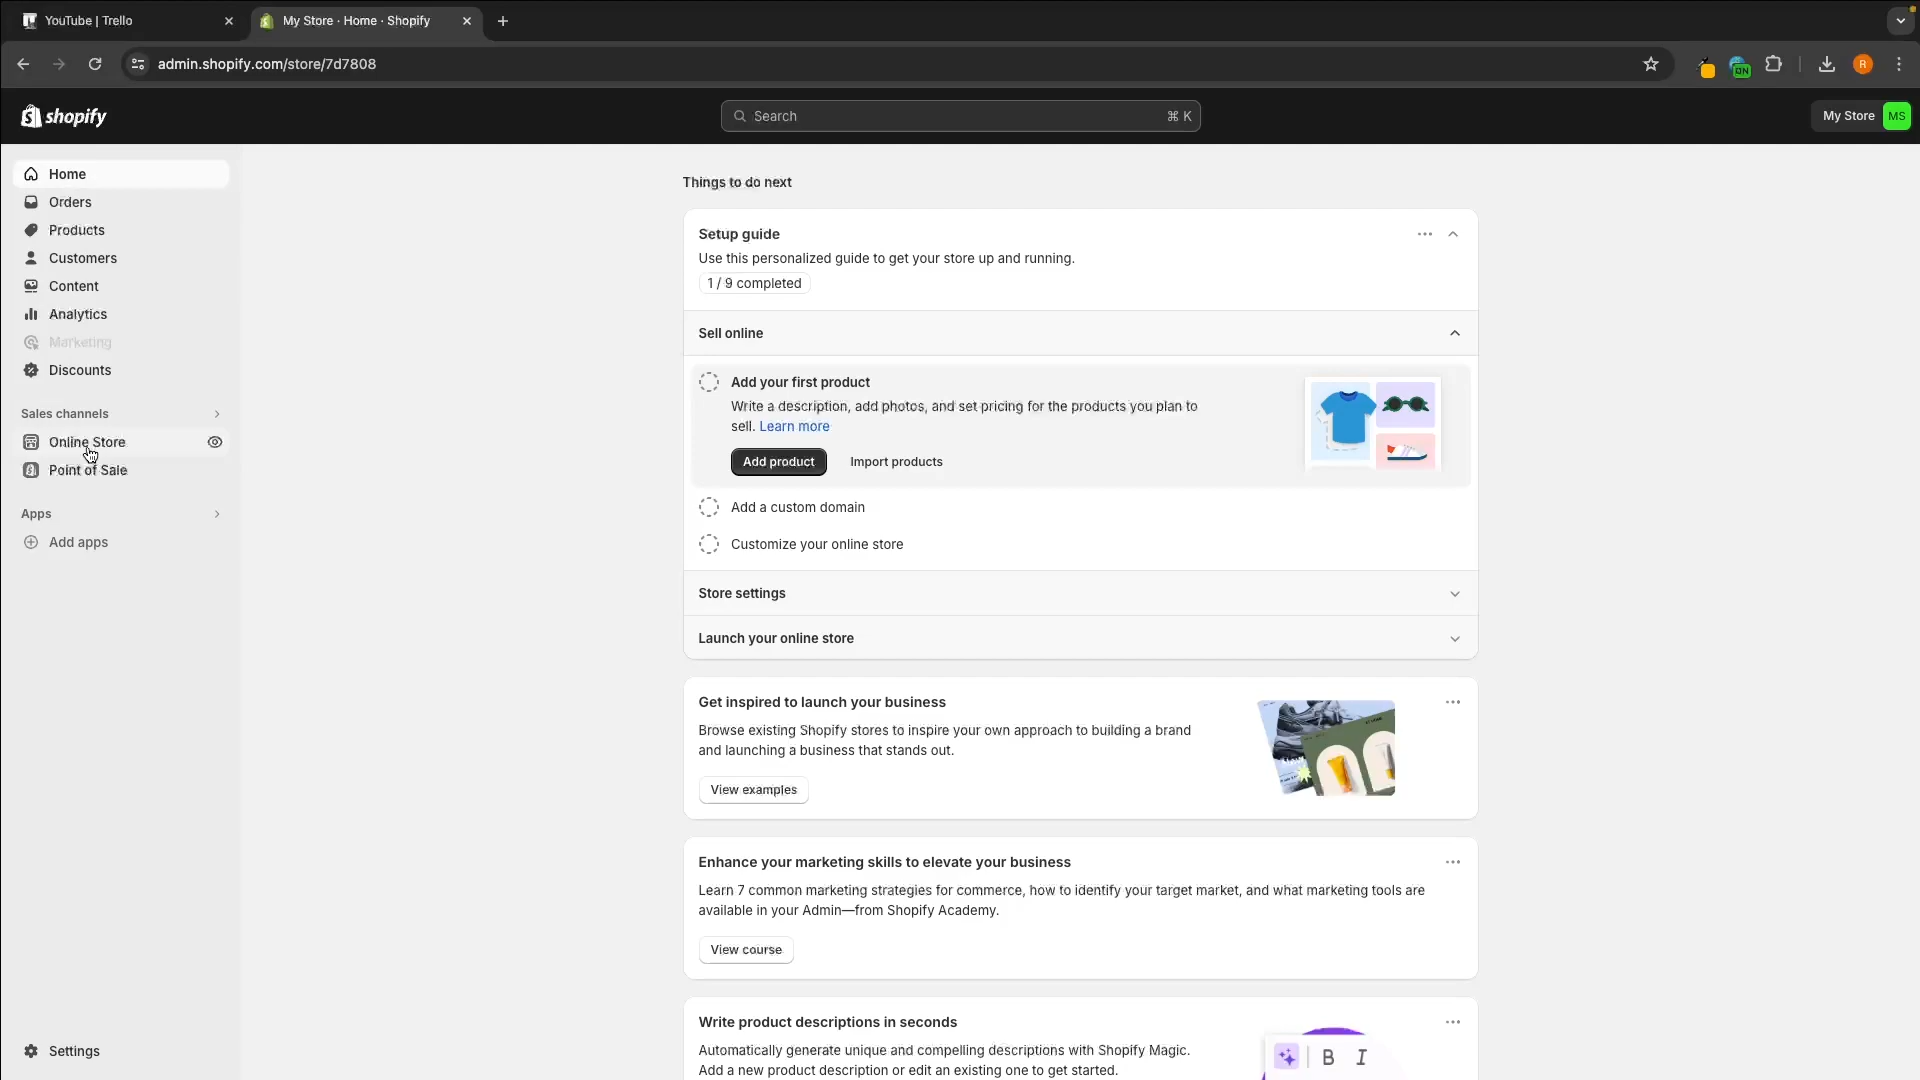 YouTube | Trello
My Store · Home · Shopify
admin.shopify.com/store/7d7808
ON
R
shopify
Search
⌘ K
My Store
MS
Home
Orders
Products
Customers
Content
Analytics
Marketing
Discounts
Sales channels
Online Store
Point of Sale
Apps
Add apps
Settings
Things to do next
Setup guide
Use this personalized guide to get your store up and running.
1 / 9 completed
Sell online
Add your first product
Write a description, add photos, and set pricing for the products you plan to
sell. Learn more
Add product
Import products
Add a custom domain
Customize your online store
Store settings
Launch your online store
Get inspired to launch your business
Browse existing Shopify stores to inspire your own approach to building a brand
and launching a business that stands out.
View examples
Enhance your marketing skills to elevate your business
Learn 7 common marketing strategies for commerce, how to identify your target market, and what marketing tools are
available in your Admin—from Shopify Academy.
View course
Write product descriptions in seconds
Automatically generate unique and compelling descriptions with Shopify Magic.
Add a new product description or edit an existing one to get started.
B I